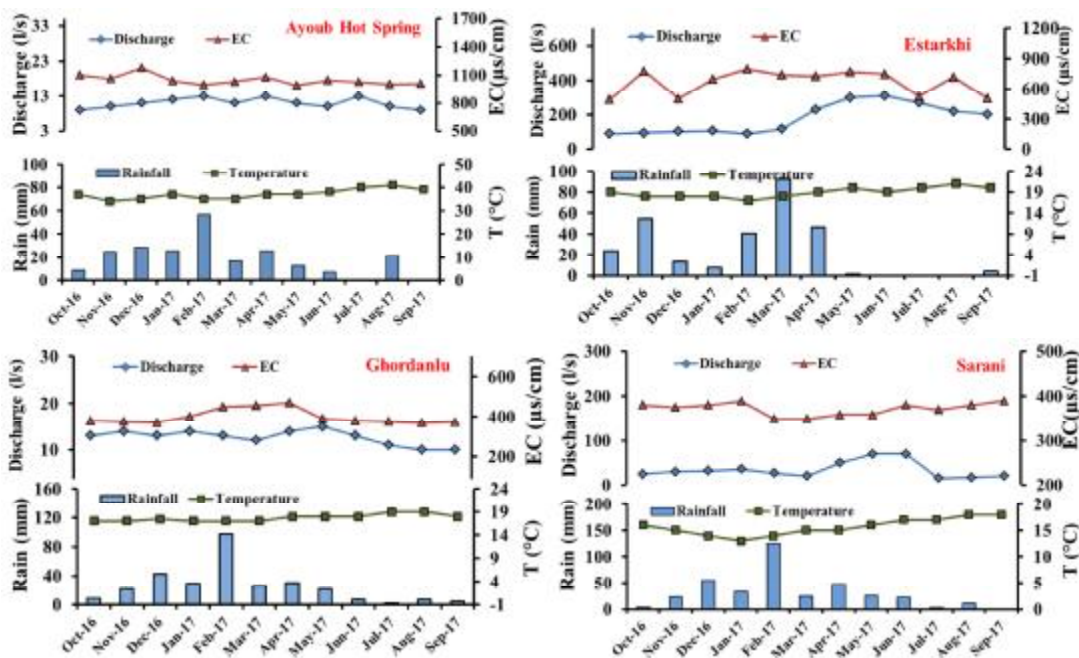 Ayoub Hot Spring
Discharge EC
Discharge (l/s)
33
23
13
3
EC(µs/cm)
1700
1400
1100
800
500
Rainfall Temperature
Rain (mm)
100
80
60
40
20
0
T (°C)
50
40
30
20
10
0
Oct-16 Nov-16 Dec-16 Jan-17 Feb-17 Mar-17 Apr-17 May-17 Jun-17 Jul-17 Aug-17 Sep-17
Estarkhi
Discharge EC
Discharge (l/s)
600
400
200
0
EC (µs/cm)
1200
900
600
300
0
Rainfall Temperature
Rain (mm)
100
80
60
40
20
0
T (°C)
24
19
14
9
4
-1
Oct-16 Nov-16 Dec-16 Jan-17 Feb-17 Mar-17 Apr-17 May-17 Jun-17 Jul-17 Aug-17 Sep-17
Ghordanlu
Discharge EC
Discharge (l/s)
30
20
10
EC (µs/cm)
600
400
200
Rainfall Temperature
Rain (mm)
160
120
80
40
0
T (°C)
24
19
14
9
4
-1
Oct-16 Nov-16 Dec-16 Jan-17 Feb-17 Mar-17 Apr-17 May-17 Jun-17 Jul-17 Aug-17 Sep-17
Sarani
Discharge EC
Discharge (l/s)
300
200
100
0
EC(µs/cm)
500
400
300
200
Rainfall Temperature
Rain (mm)
200
150
100
50
0
T (°C)
20
15
10
5
0
Oct-16 Nov-16 Dec-16 Jan-17 Feb-17 Mar-17 Apr-17 May-17 Jun-17 Jul-17 Aug-17 Sep-17